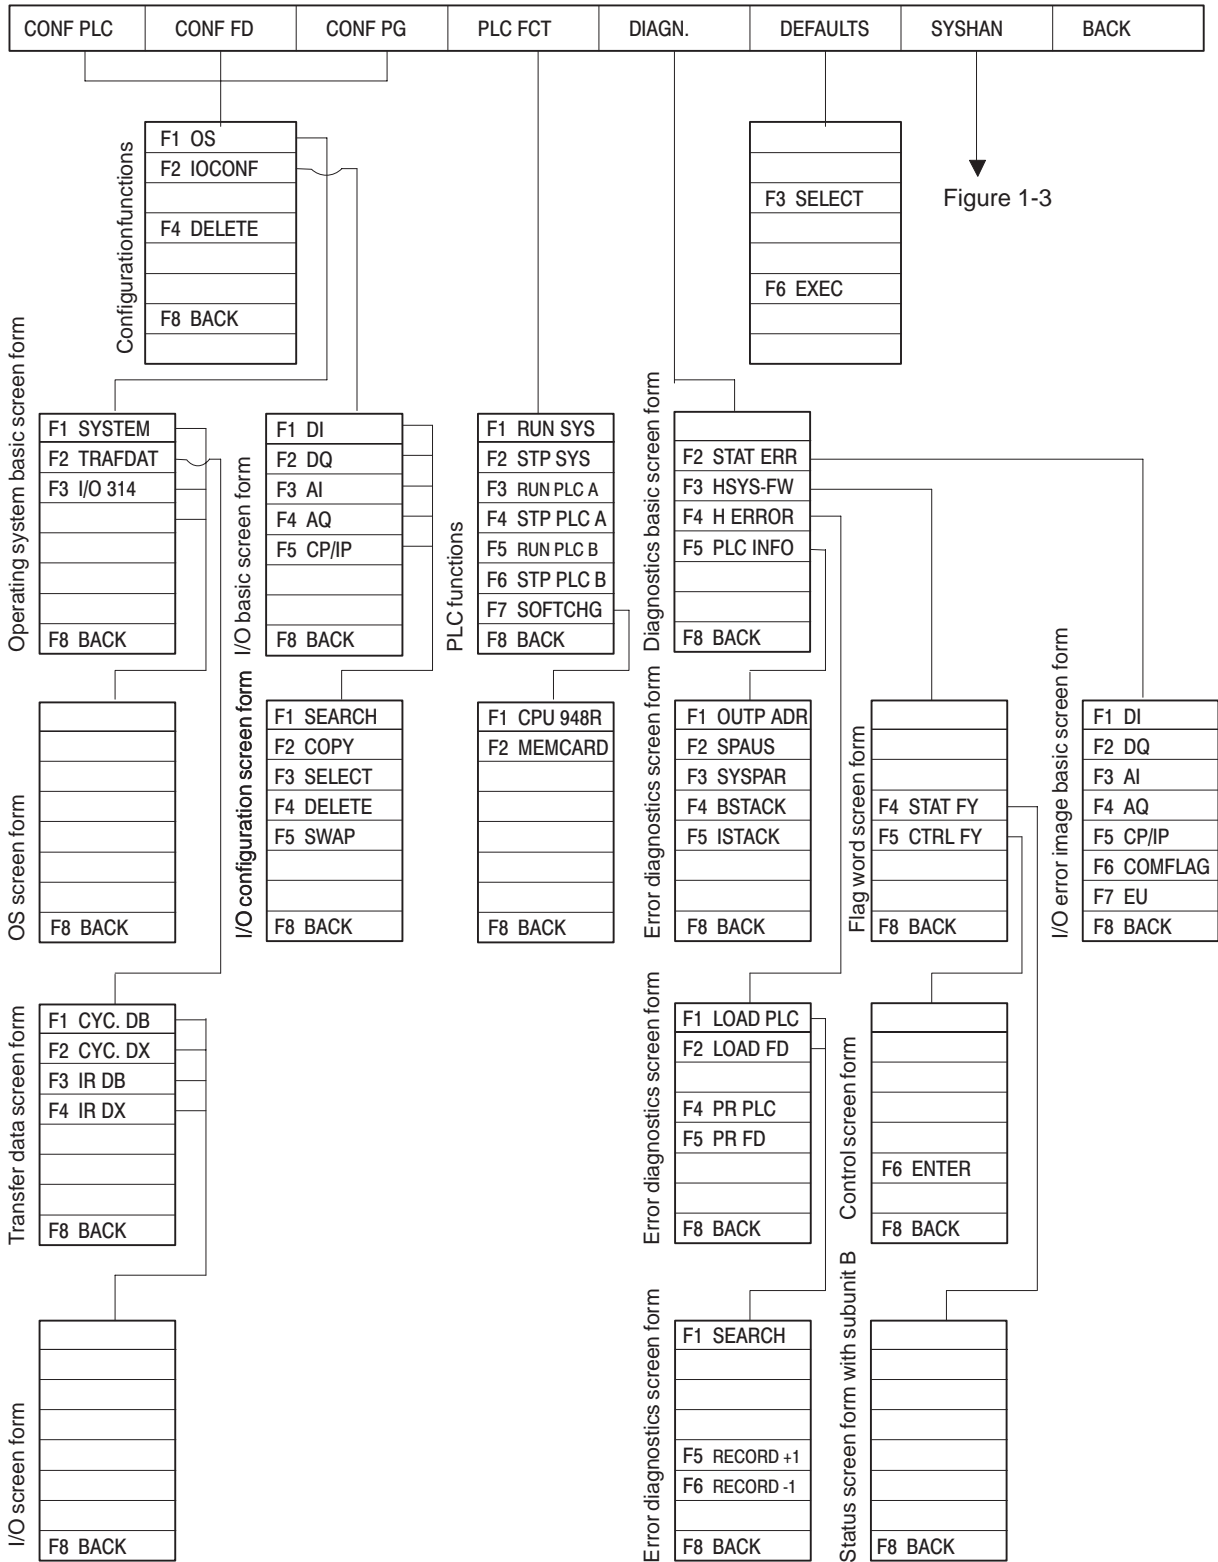 CONF PLC
CONF FD
CONF PG
PLC FCT
DIAGN.
DEFAULTS
SYSHAN
BACK
Configurationfunctions
F1 OS
F2 IOCONF
F4 DELETE
F8 BACK
F3 SELECT
F6 EXEC
Figure 1-3
Operating system basic screen form
F1 SYSTEM
F2 TRAFDAT
F3 I/O 314
F8 BACK
I/O basic screen form
F1 DI
F2 DQ
F3 AI
F4 AQ
F5 CP/IP
F8 BACK
PLC functions
F1 RUN SYS
F2 STP SYS
F3 RUN PLC A
F4 STP PLC A
F5 RUN PLC B
F6 STP PLC B
F7 SOFTCHG
F8 BACK
Diagnostics basic screen form
F2 STAT ERR
F3 HSYS-FW
F4 H ERROR
F5 PLC INFO
F8 BACK
OS screen form
F8 BACK
I/O configuration screen form
F1 SEARCH
F2 COPY
F3 SELECT
F4 DELETE
F5 SWAP
F8 BACK
F1 CPU 948R
F2 MEMCARD
F8 BACK
Error diagnostics screen form
F1 OUTP ADR
F2 SPAUS
F3 SYSPAR
F4 BSTACK
F5 ISTACK
F8 BACK
Flag word screen form
F4 STAT FY
F5 CTRL FY
F8 BACK
I/O error image basic screen form
F1 DI
F2 DQ
F3 AI
F4 AQ
F5 CP/IP
F6 COMFLAG
F7 EU
F8 BACK
Transfer data screen form
F1 CYC. DB
F2 CYC. DX
F3 IR DB
F4 IR DX
F8 BACK
Error diagnostics screen form
F1 LOAD PLC
F2 LOAD FD
F4 PR PLC
F5 PR FD
F8 BACK
Control screen form
F6 ENTER
F8 BACK
I/O screen form
F8 BACK
Error diagnostics screen form
F1 SEARCH
F5 RECORD +1
F6 RECORD -1
F8 BACK
Status screen form with subunit B
F8 BACK